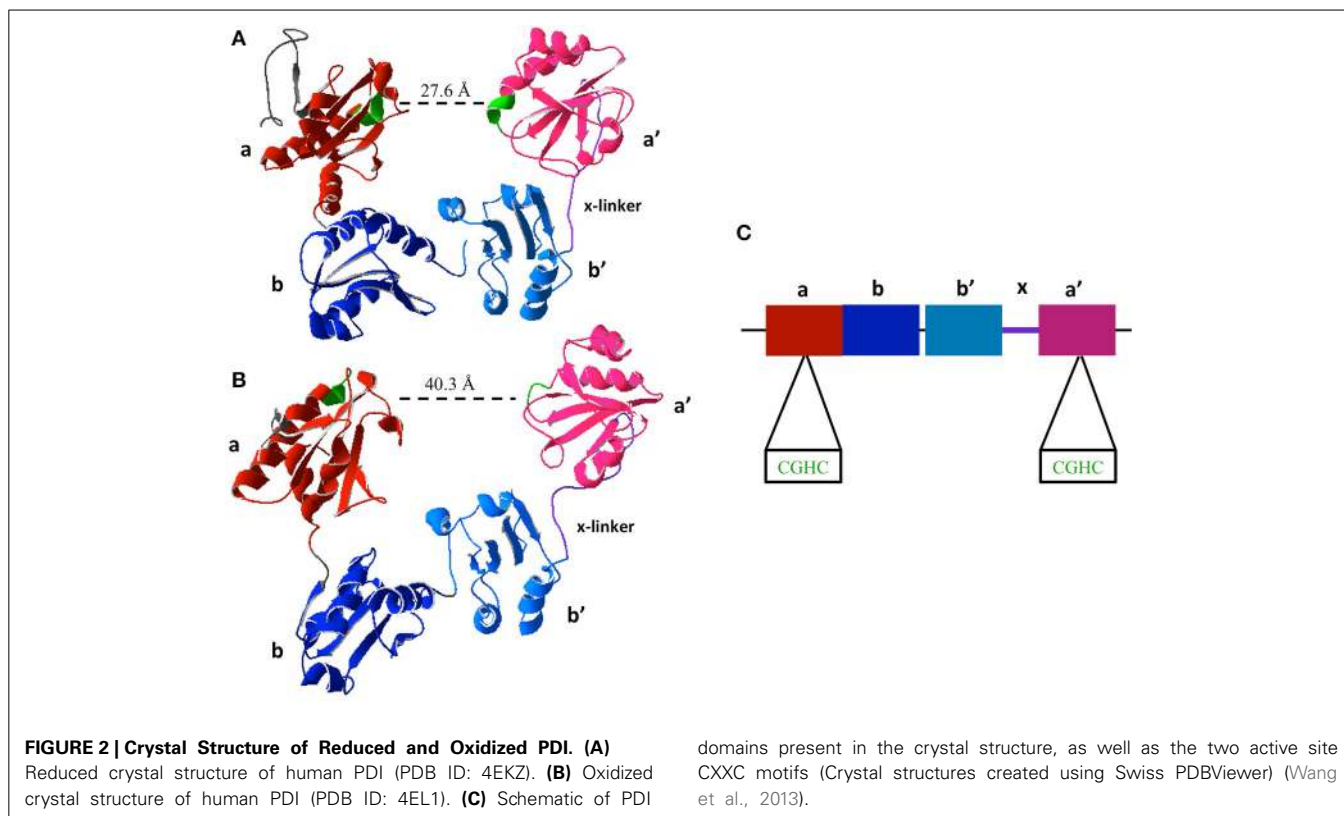 A
27.6 Å
a
a’
x-linker
b
b’
B
40.3 Å
a
a’
x-linker
b
b’
C
a b b’ x a’
CGHC CGHC
FIGURE 2 | Crystal Structure of Reduced and Oxidized PDI. (A)
Reduced crystal structure of human PDI (PDB ID: 4EKZ). (B) Oxidized
crystal structure of human PDI (PDB ID: 4EL1). (C) Schematic of PDI
domains present in the crystal structure, as well as the two active site
CXXC motifs (Crystal structures created using Swiss PDBViewer) (Wang
et al., 2013).